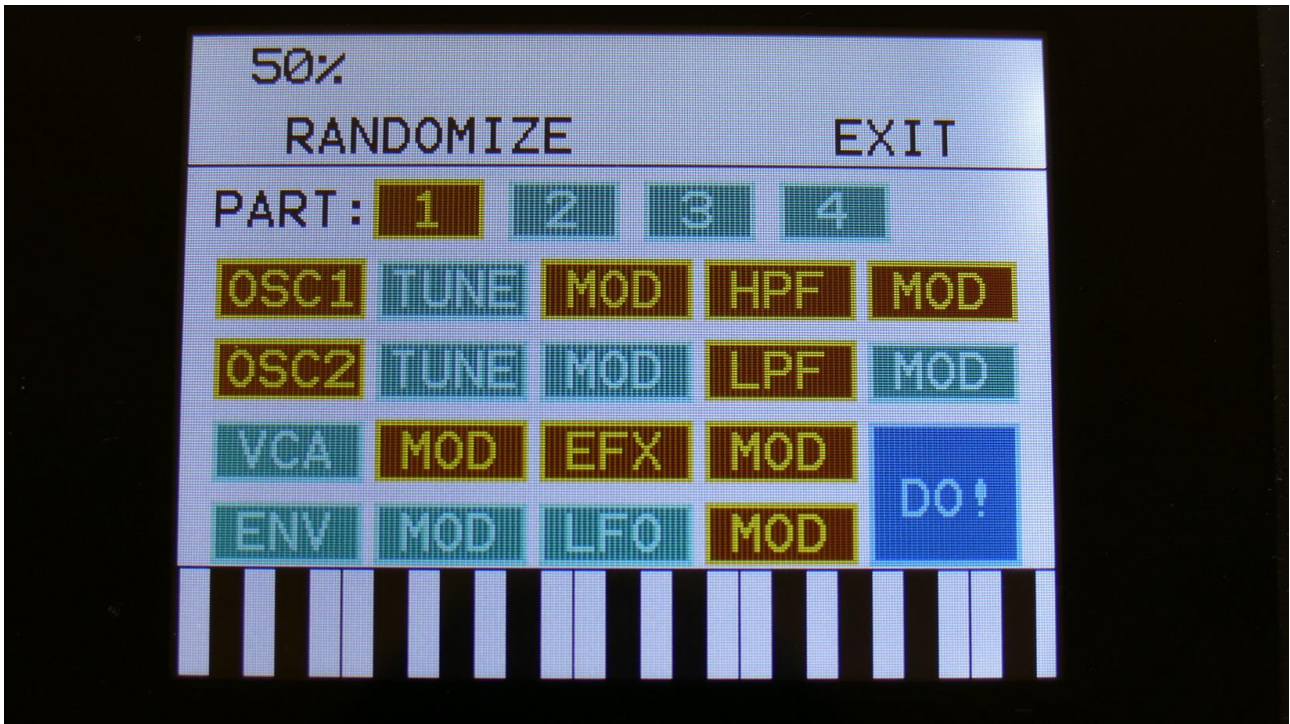 50%
RANDOMIZE EXIT
PART: 1 2 3 4
OSC1 TUNE MOD HPF MOD
OSC2 TUNE MOD LPF MOD
VCA MOD EFX MOD
DO!
ENV MOD LFO MOD